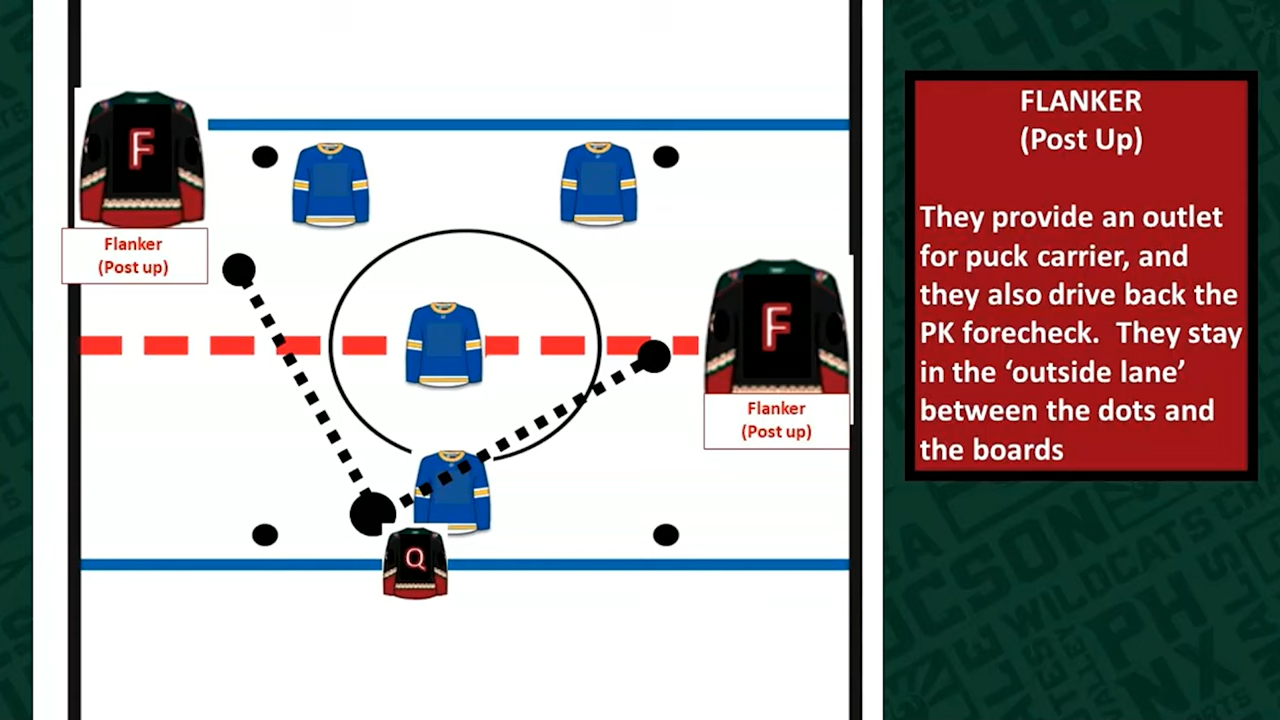 F
Flanker
(Post up)
F
Flanker
(Post up)
Q
FLANKER
(Post Up)
They provide an outlet
for puck carrier, and
they also drive back the
PK forecheck.  They stay
in the ‘outside lane’
between the dots and
the boards